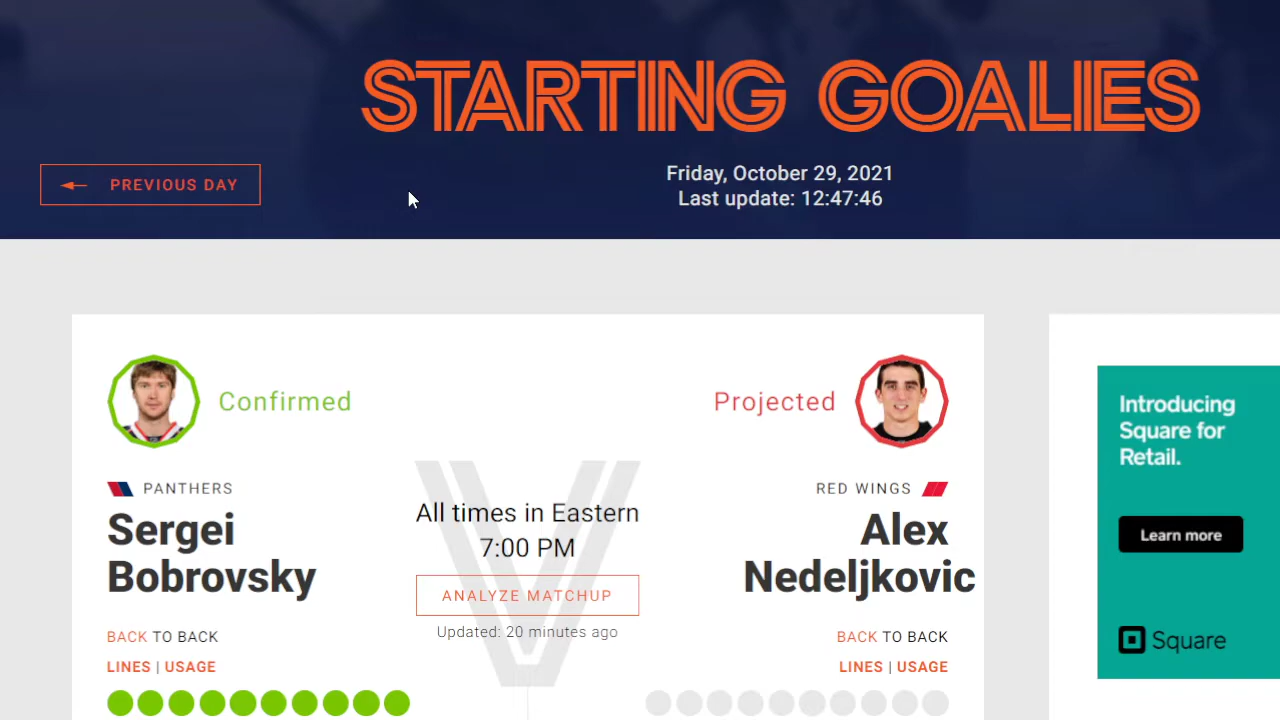 STARTING GOALIES
PREVIOUS DAY
Friday, October 29, 2021
Last update: 12:47:46
Confirmed
PANTHERS
Sergei
Bobrovsky
BACK TO BACK
LINES | USAGE
All times in Eastern
7:00 PM
ANALYZE MATCHUP
Updated: 20 minutes ago
Projected
RED WINGS
Alex
Nedeljkovic
BACK TO BACK
LINES | USAGE
Introducing
Square for
Retail.
Learn more
Square